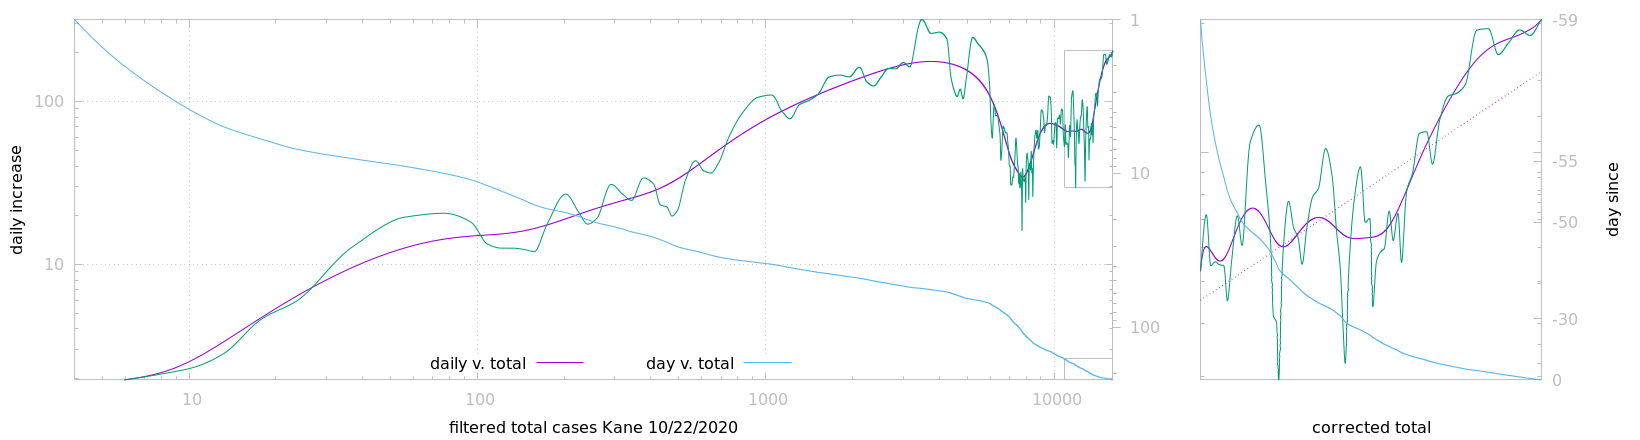 1
-59
100
daily increase
10
-55
-50
day since
10
100
-30
daily v. total
day v. total
0
10
100
1000
10000
filtered total cases Kane 10/22/2020
corrected total